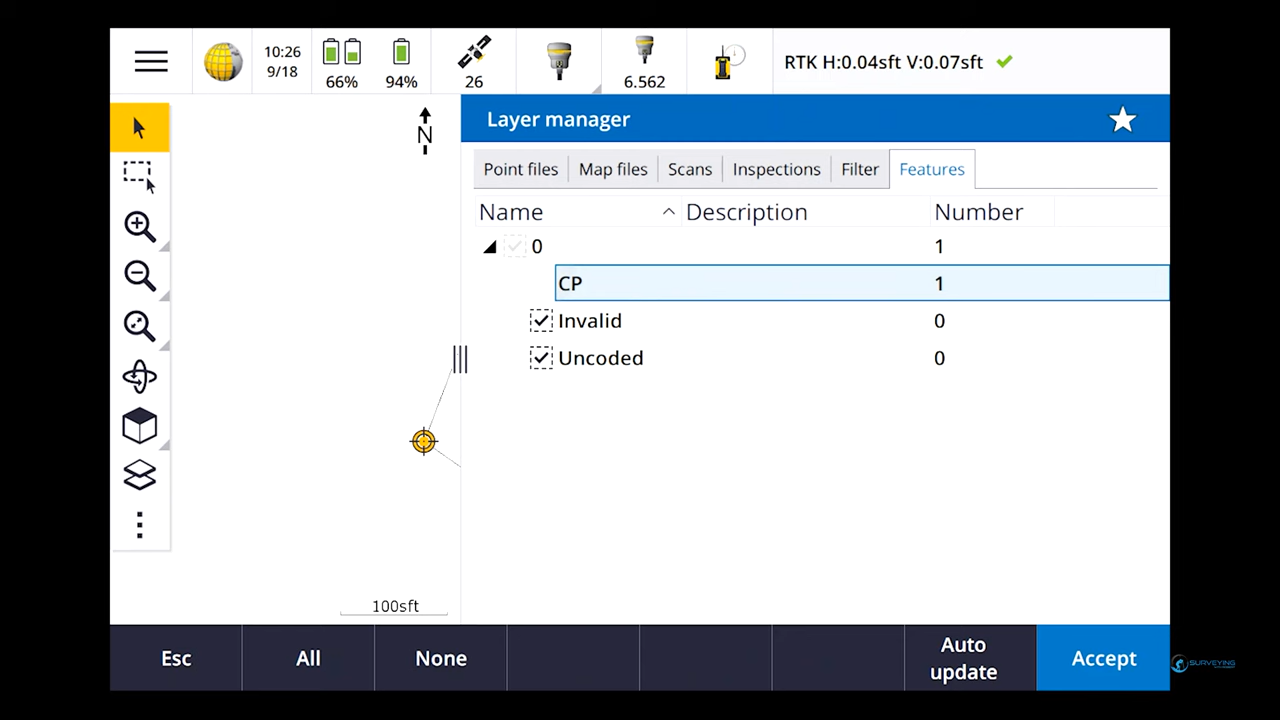 10:26
9/18
66%
94%
26
6.562
RTK H:0.04sft V:0.07sft
N
Layer manager
Point files
Map files
Scans
Inspections
Filter
Features
Name
Description
Number
0
1
CP
1
Invalid
0
Uncoded
0
100sft
Esc
All
None
Auto
update
Accept
SURVEYING